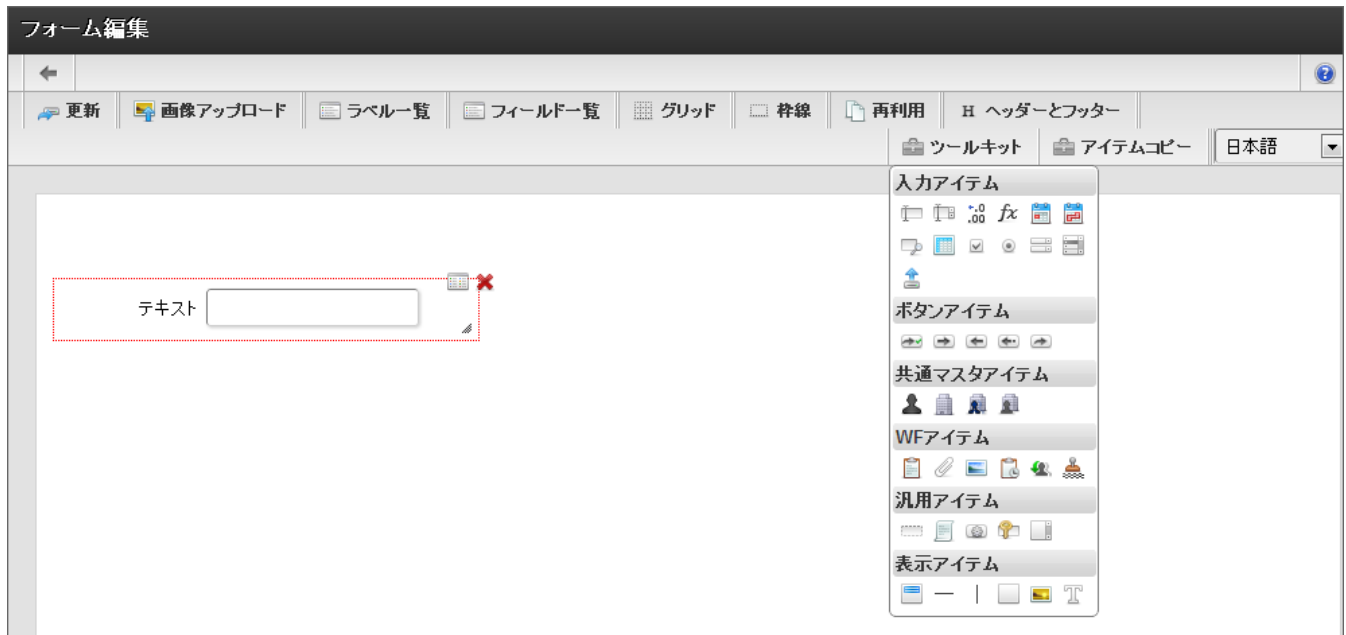 フォーム編集
更新 画像アップロード ラベル一覧 フィールド一覧 グリッド 枠線 再利用 H ヘッダーとフッター
ツールキット アイテムコピー 日本語
入力アイテム
.0
.00 fx
テキスト
ボタンアイテム
共通マスタアイテム
WFアイテム
汎用アイテム
表示アイテム
T